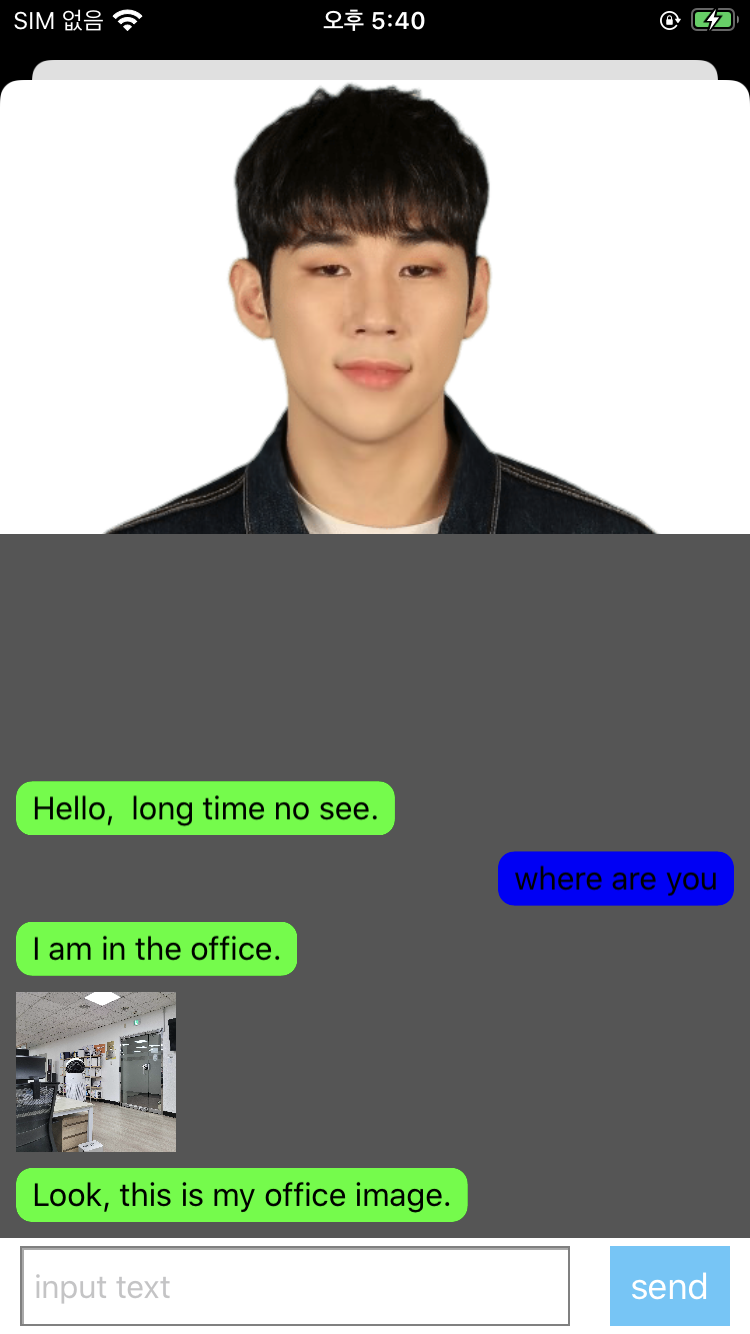 SIM 없음
오후 5:40
Hello,  long time no see.
where are you
I am in the office.
Look, this is my office image.
input text
send